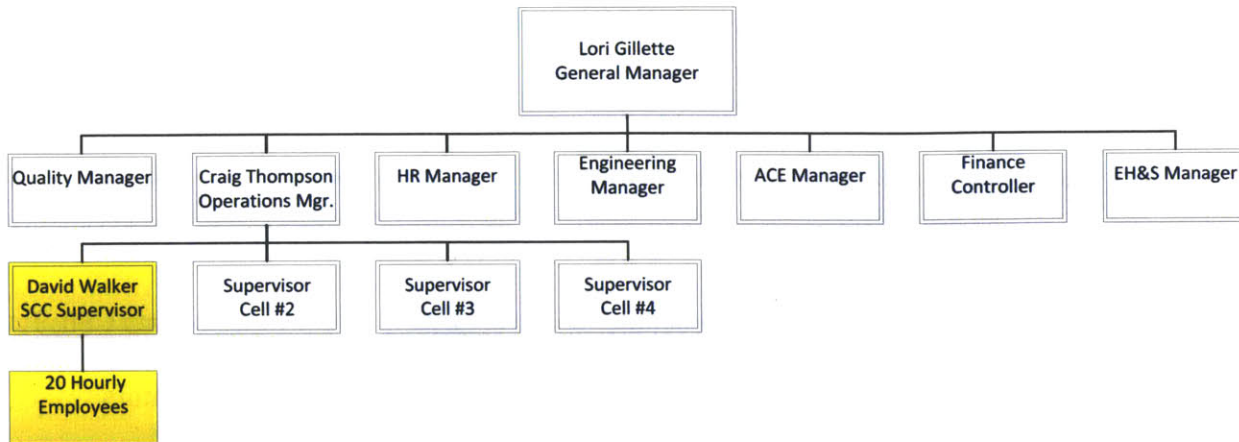 Lori Gillette
General Manager
Quality Manager
Craig Thompson
Operations Mgr.
HR Manager
Engineering
Manager
ACE Manager
Finance
Controller
EH&S Manager
David Walker
SCC Supervisor
Supervisor
Cell #2
Supervisor
Cell #3
Supervisor
Cell #4
20 Hourly
Employees